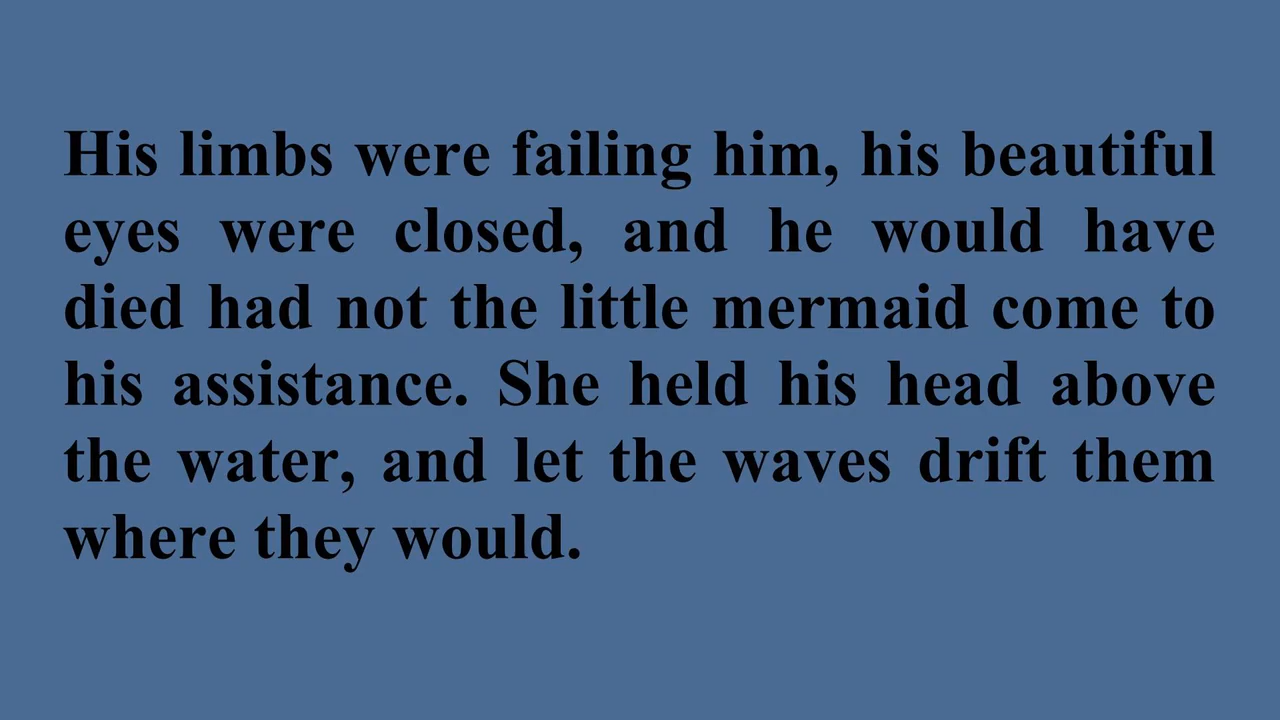 His limbs were failing him, his beautiful
eyes were closed, and he would have
died had not the little mermaid come to
his assistance. She held his head above
the water, and let the waves drift them
where they would.